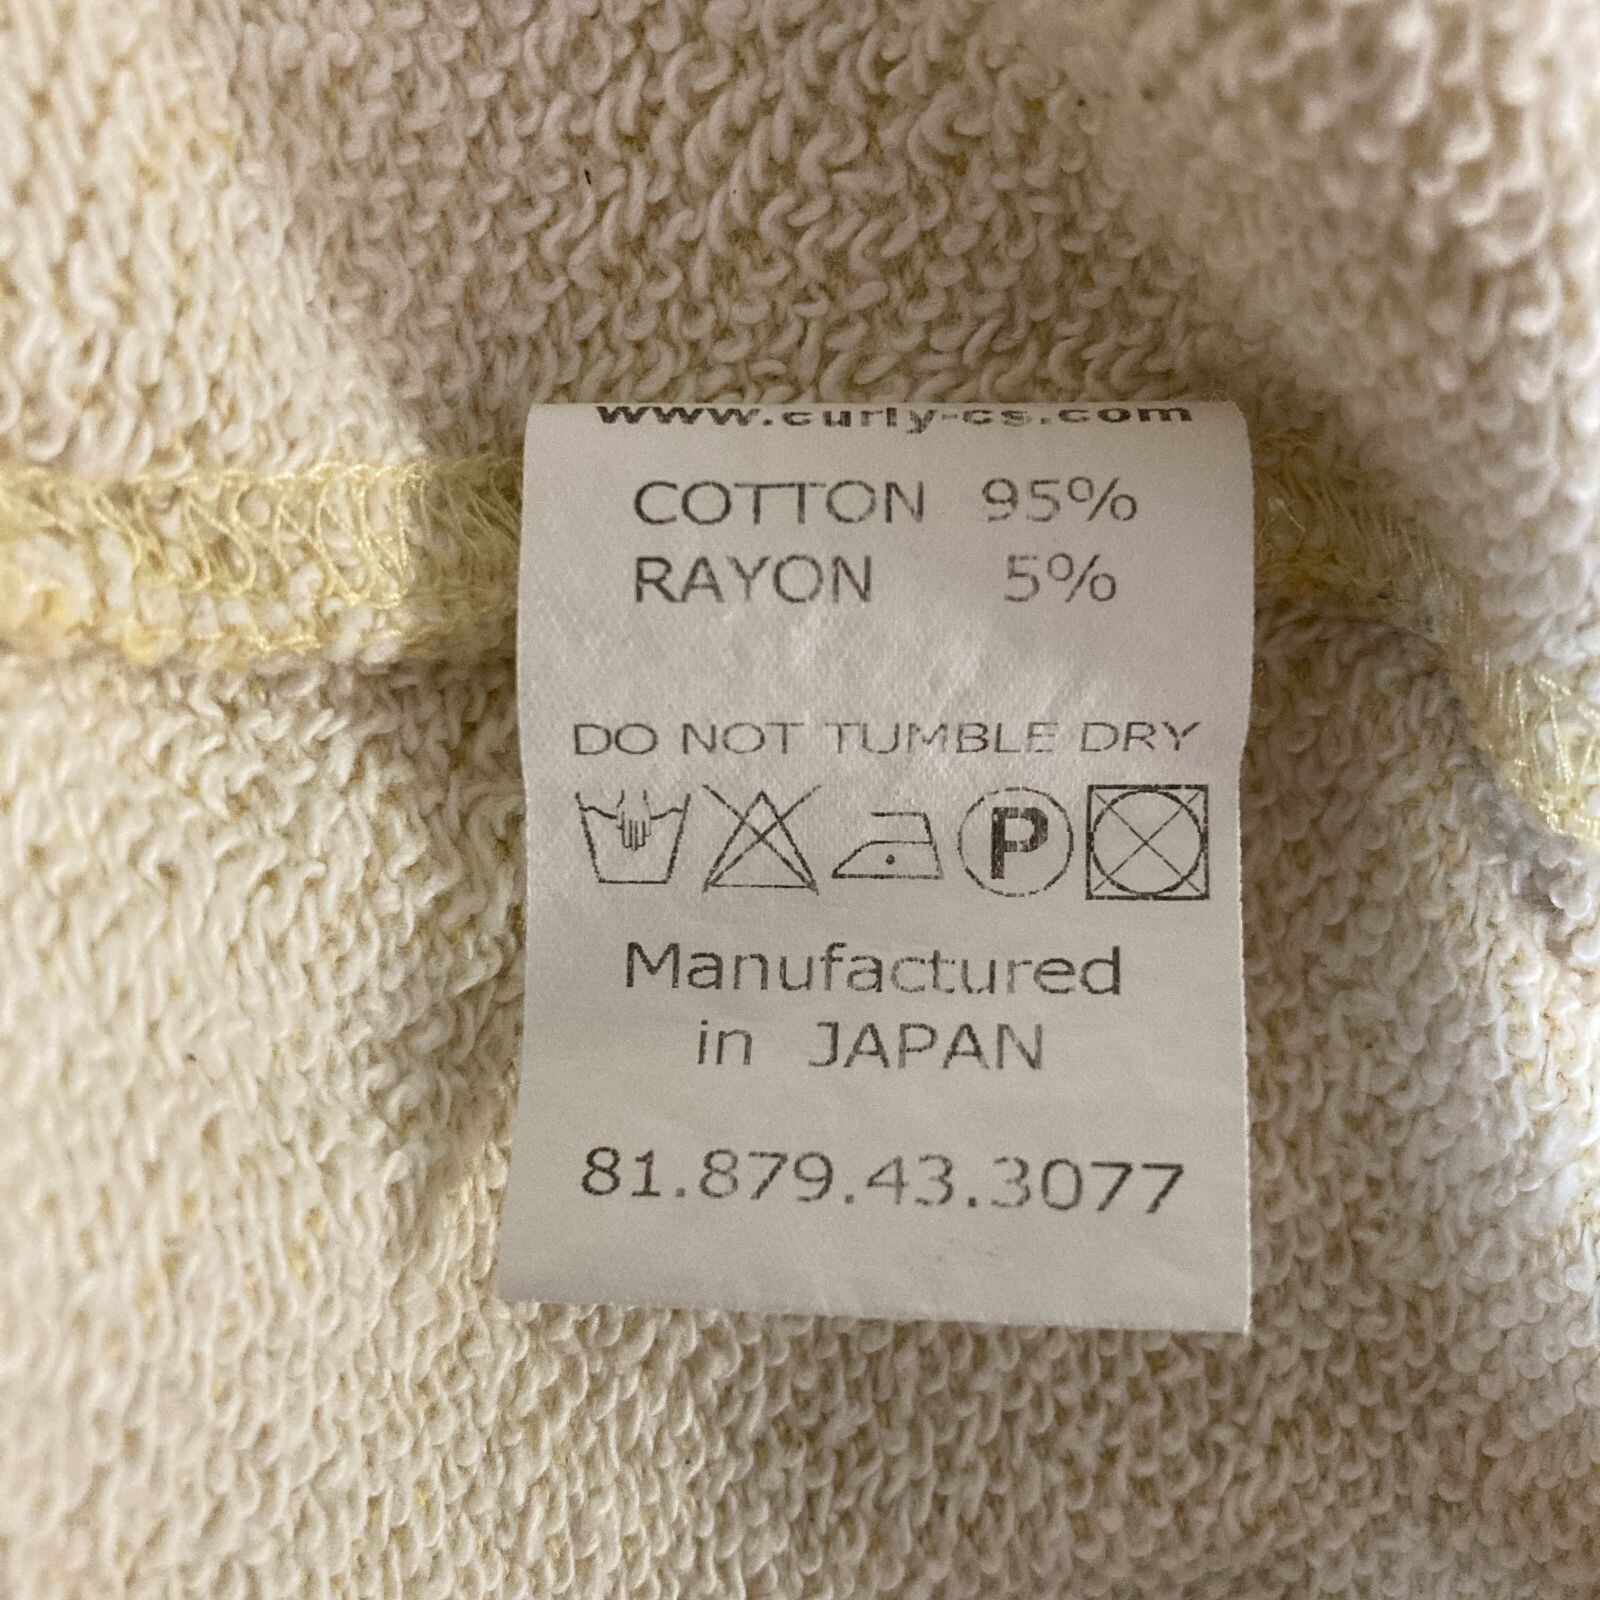 www.curly-cs.com
COTTON 95%
RAYON 5%
DO NOT TUMBLE DRY
P
Manufactured
in JAPAN
81.879.43.3077